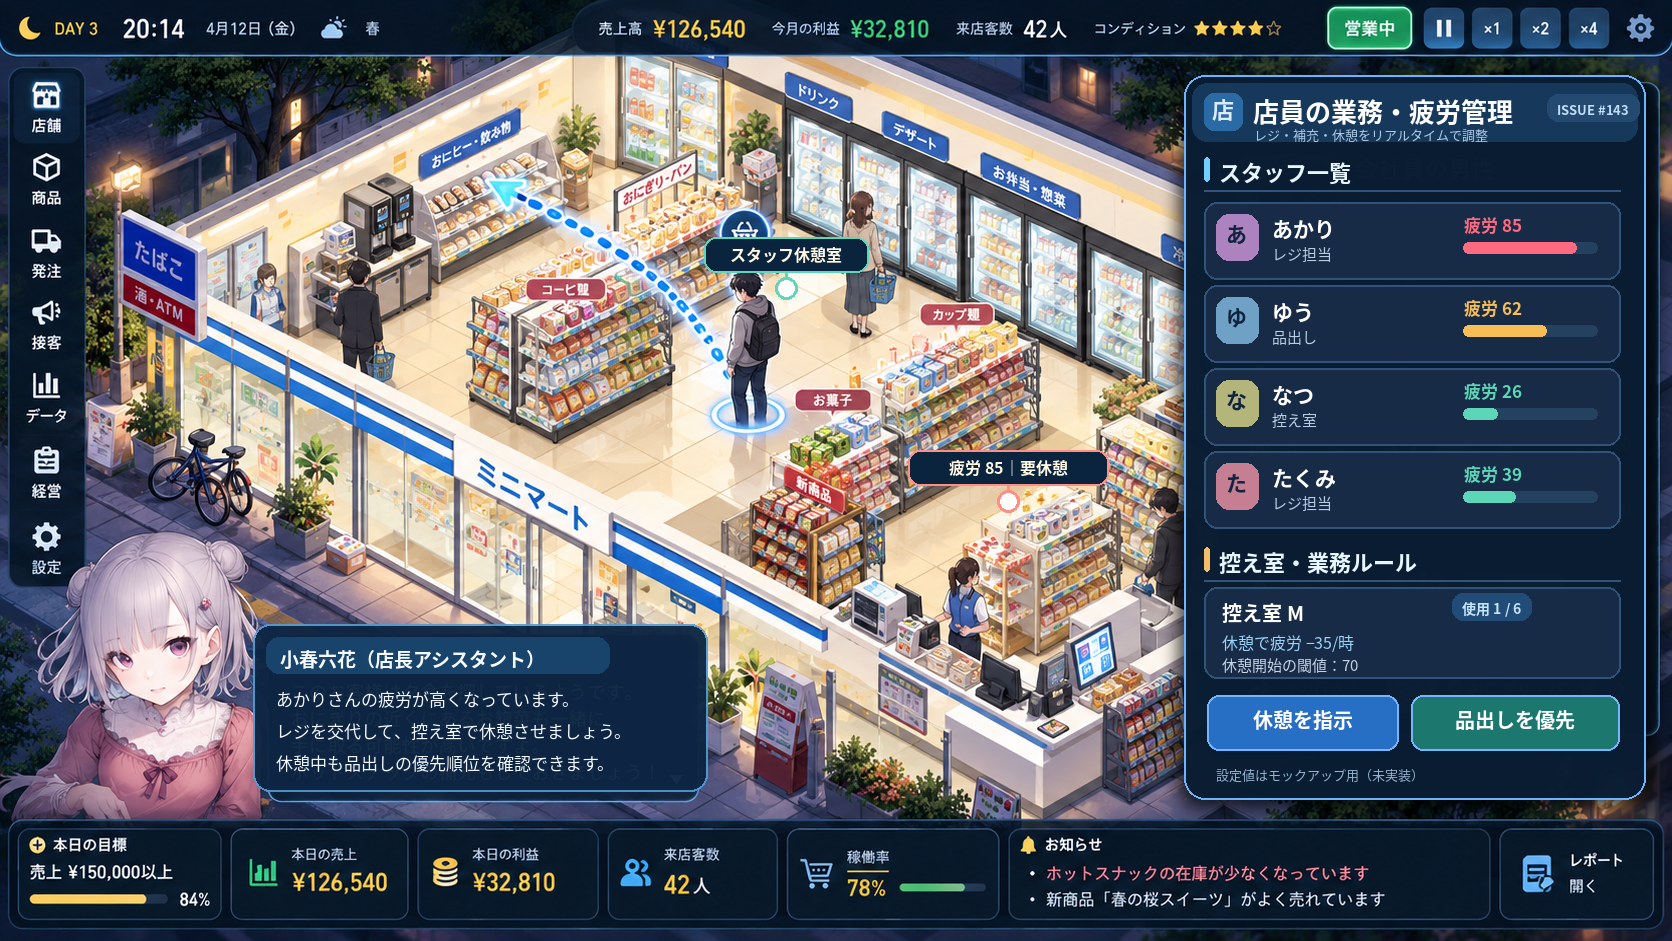 DAY 3
20:14
4月12日（金）
春
売上高 ¥126,540
今月の利益 ¥32,810
来店客数 42人
コンディション ★★★★☆
営業中
×1
×2
×4
店舗
商品
発注
接客
データ
経営
設定
たばこ
酒・ATM
おにビー・飲み物
おにぎり・パン
ドリンク
デザート
お弁当・惣菜
スタッフ休憩室
お菓子
新商品
疲労 85｜要休憩
ミニマート
店
店員の業務・疲労管理
ISSUE #143
レジ・補充・休憩をリアルタイムで調整
スタッフ一覧
あ
あかり
レジ担当
疲労 85
ゆ
ゆう
品出し
疲労 62
な
なつ
控え室
疲労 26
た
たくみ
レジ担当
疲労 39
控え室・業務ルール
控え室 M
使用 1 / 6
休憩で疲労 −35/時
休憩開始の閾値：70
休憩を指示
品出しを優先
設定値はモックアップ用（未実装）
小春六花（店長アシスタント）
あかりさんの疲労が高くなっています。
レジを交代して、控え室で休憩させましょう。
休憩中も品出しの優先順位を確認できます。
本日の目標
売上 ¥150,000以上
84%
本日の売上
¥126,540
本日の利益
¥32,810
来店客数
42人
稼働率
78%
お知らせ
• ホットスナックの在庫が少なくなっています
• 新商品「春の桜スイーツ」がよく売れています
レポート
開く